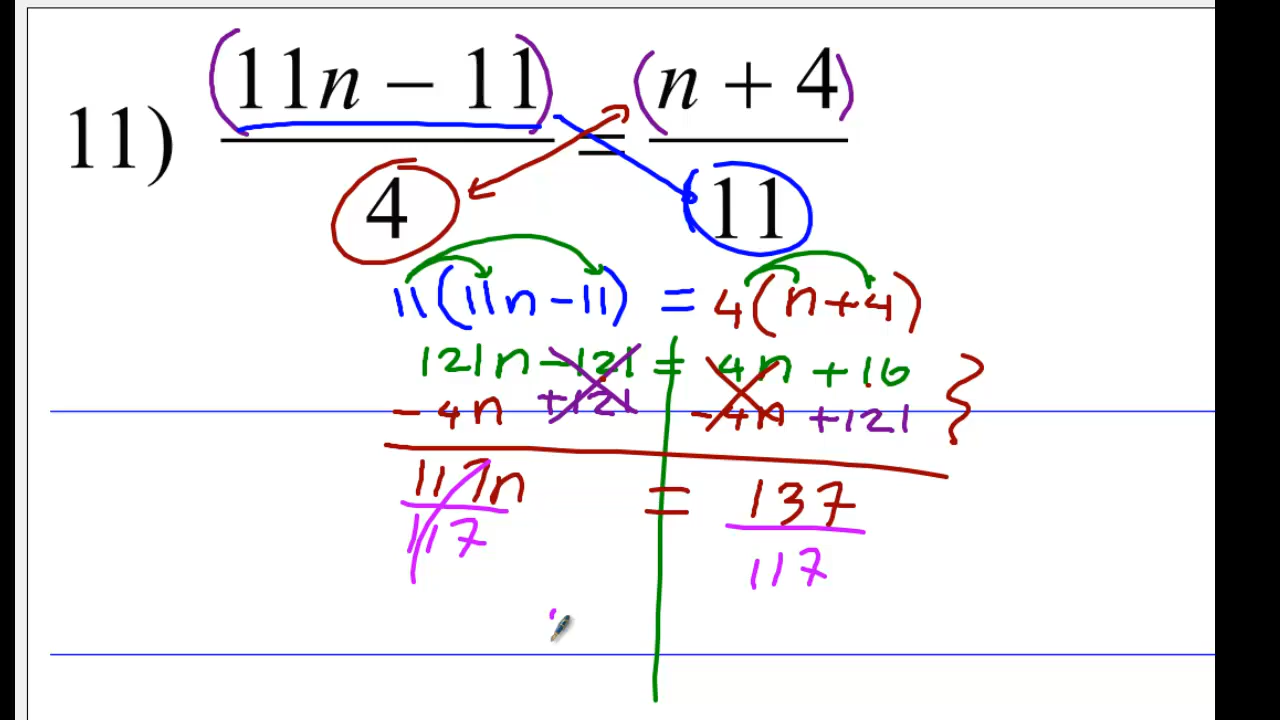 11) (11n − 11)/4 = (n + 4)/11
11(11n − 11) = 4(n + 4)
121n − 121 = 4n + 16
− 4n + 121 − 4n + 121
117n = 137
117 117